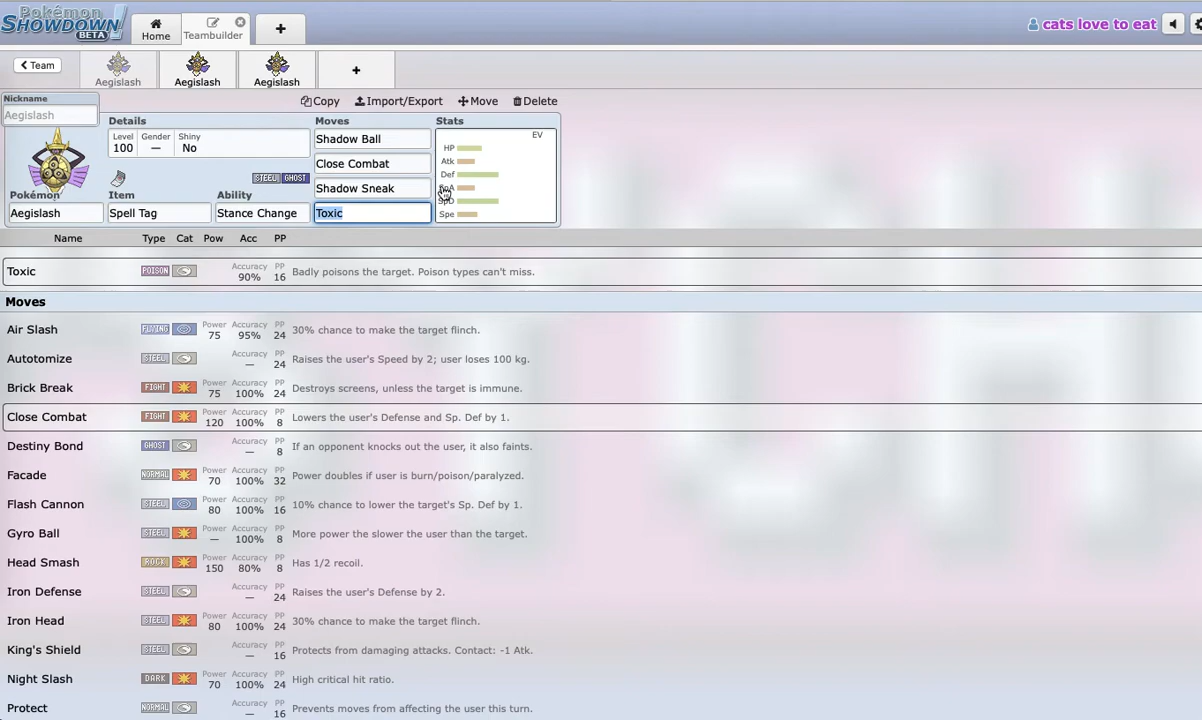 Pokémon
SHOWDOWN!
BETA
Home
Teambuilder
+
cats love to eat
< Team
Aegislash
Aegislash
Aegislash
+
Nickname
Aegislash
Copy
Import/Export
Move
Delete
Details
Level
100
Gender
—
Shiny
No
STEEL GHOST
Pokémon
Aegislash
Item
Spell Tag
Ability
Stance Change
Moves
Shadow Ball
Close Combat
Shadow Sneak
Toxic
Stats
EV
HP
Atk
Def
SpA
SpD
Spe
Name Type Cat Pow Acc PP
Toxic POISON Accuracy 90% PP 16 Badly poisons the target. Poison types can't miss.
Moves
Air Slash FLYING Power 75 Accuracy 95% PP 24 30% chance to make the target flinch.
Autotomize STEEL Accuracy — PP 24 Raises the user's Speed by 2; user loses 100 kg.
Brick Break FIGHT Power 75 Accuracy 100% PP 24 Destroys screens, unless the target is immune.
Close Combat FIGHT Power 120 Accuracy 100% PP 8 Lowers the user's Defense and Sp. Def by 1.
Destiny Bond GHOST Accuracy — PP 8 If an opponent knocks out the user, it also faints.
Facade NORMAL Power 70 Accuracy 100% PP 32 Power doubles if user is burn/poison/paralyzed.
Flash Cannon STEEL Power 80 Accuracy 100% PP 16 10% chance to lower the target's Sp. Def by 1.
Gyro Ball STEEL Power — Accuracy 100% PP 8 More power the slower the user than the target.
Head Smash ROCK Power 150 Accuracy 80% PP 8 Has 1/2 recoil.
Iron Defense STEEL Accuracy — PP 24 Raises the user's Defense by 2.
Iron Head STEEL Power 80 Accuracy 100% PP 24 30% chance to make the target flinch.
King's Shield STEEL Accuracy — PP 16 Protects from damaging attacks. Contact: -1 Atk.
Night Slash DARK Power 70 Accuracy 100% PP 24 High critical hit ratio.
Protect NORMAL Accuracy — PP 16 Prevents moves from affecting the user this turn.